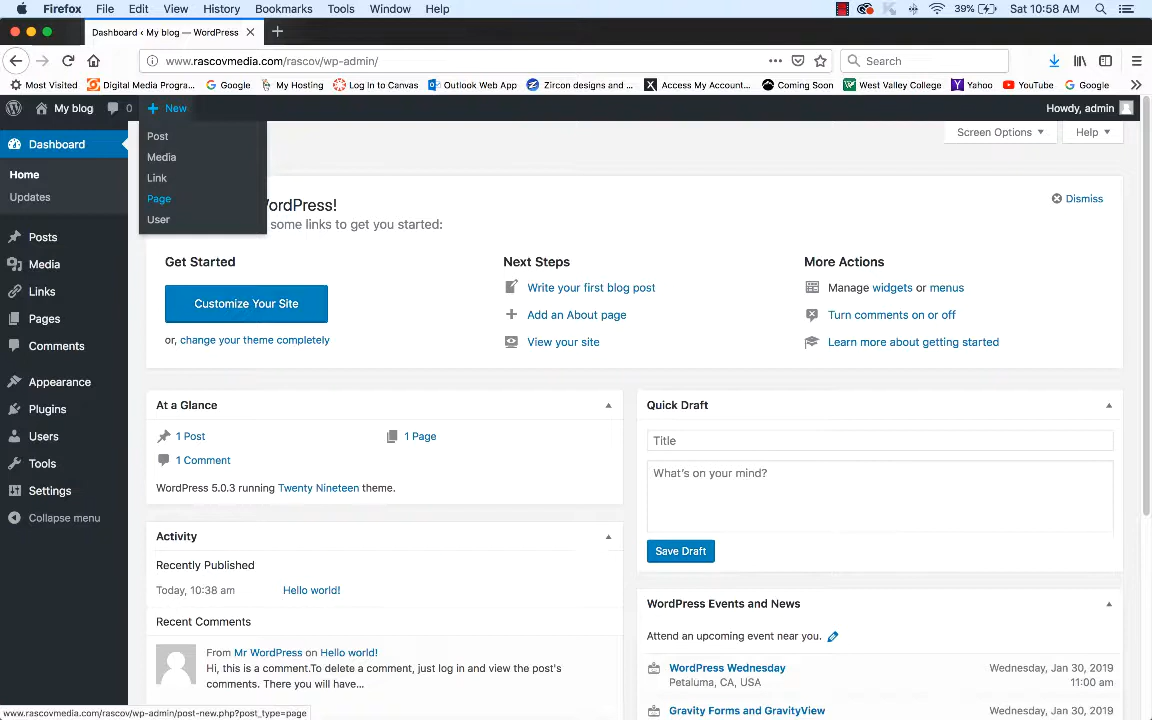 Firefox File Edit View History Bookmarks Tools Window Help 39% Sat 10:58 AM
Dashboard ‹ My blog — WordPress
www.rascovmedia.com/rascov/wp-admin/ Search
Most Visited Digital Media Progra... Google My Hosting Log In to Canvas Outlook Web App Zircon designs and... Access My Account... Coming Soon West Valley College Yahoo YouTube Google
My blog 0 New Howdy, admin
Post
Media
Link
Page
User
Screen Options Help
Dashboard
Home
Updates
Posts
Media
Links
Pages
Comments
Appearance
Plugins
Users
Tools
Settings
Collapse menu
WordPress!
some links to get you started:
Dismiss
Get Started
Customize Your Site
or, change your theme completely
Next Steps
Write your first blog post
Add an About page
View your site
More Actions
Manage widgets or menus
Turn comments on or off
Learn more about getting started
At a Glance
1 Post 1 Page
1 Comment
WordPress 5.0.3 running Twenty Nineteen theme.
Activity
Recently Published
Today, 10:38 am Hello world!
Recent Comments
From Mr WordPress on Hello world!
Hi, this is a comment.To delete a comment, just log in and view the post's
comments. There you will have...
Quick Draft
Title
What's on your mind?
Save Draft
WordPress Events and News
Attend an upcoming event near you.
WordPress Wednesday Wednesday, Jan 30, 2019
Petaluma, CA, USA 11:00 am
Gravity Forms and GravityView Wednesday, Jan 30, 2019
www.rascovmedia.com/rascov/wp-admin/post-new.php?post_type=page